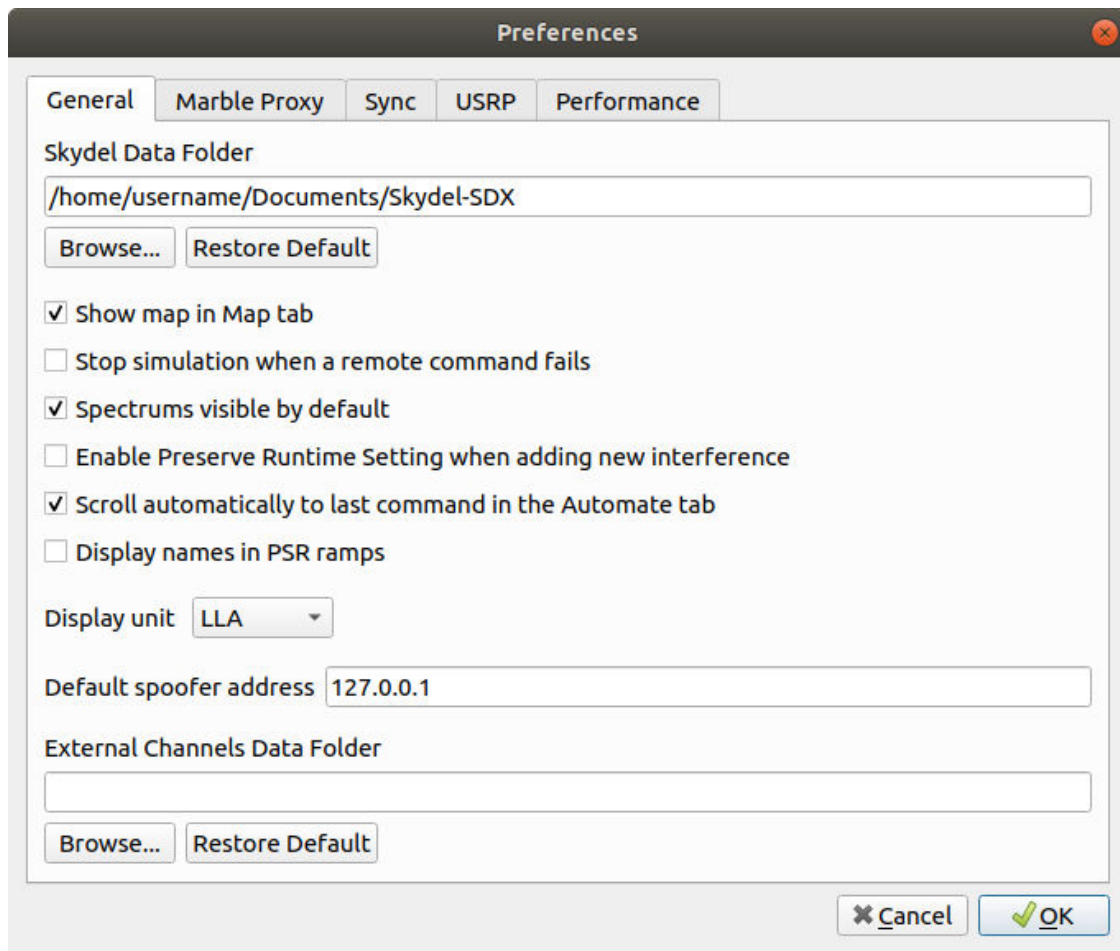 Preferences
General Marble Proxy Sync USRP Performance
Skydel Data Folder
/home/username/Documents/Skydel-SDX
Browse... Restore Default
Show map in Map tab
Stop simulation when a remote command fails
Spectrums visible by default
Enable Preserve Runtime Setting when adding new interference
Scroll automatically to last command in the Automate tab
Display names in PSR ramps
Display unit LLA
Default spoofer address 127.0.0.1
External Channels Data Folder
Browse... Restore Default
Cancel OK